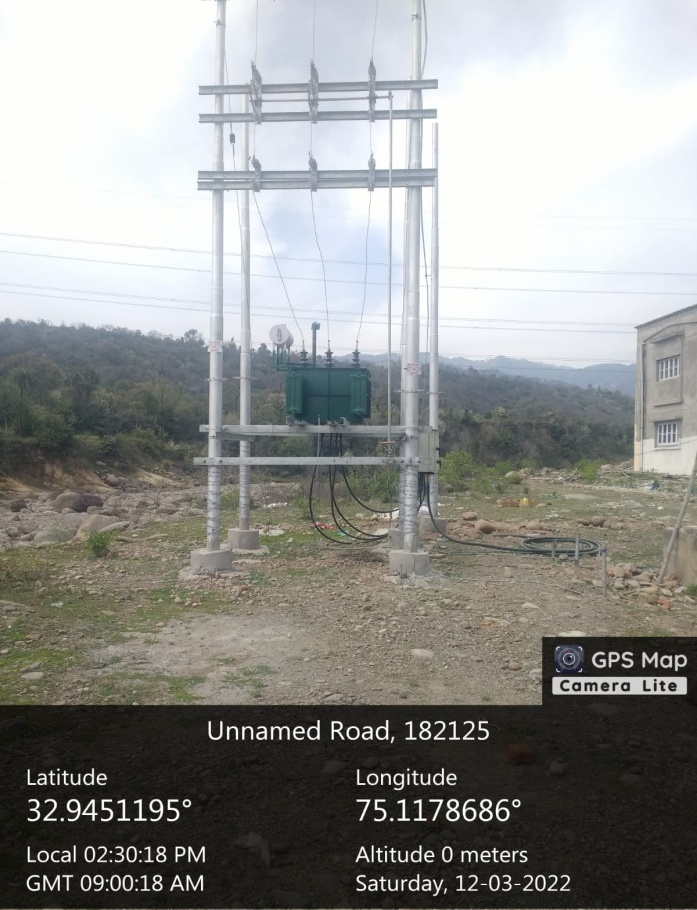 GPS Map
Camera Lite
Unnamed Road, 182125
Latitude
32.9451195°
Longitude
75.1178686°
Local 02:30:18 PM
GMT 09:00:18 AM
Altitude 0 meters
Saturday, 12-03-2022